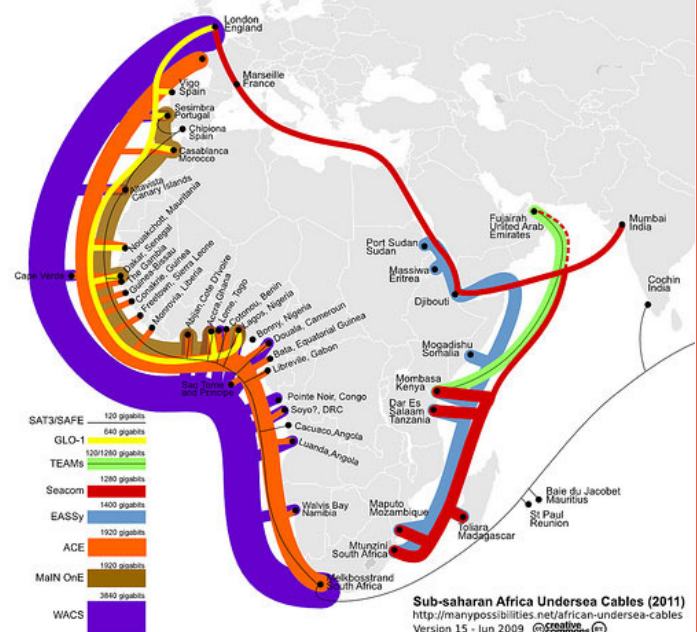 London
England
Vigo
Spain
Marseille
France
Sesimbra
Portugal
Chipiona
Spain
Casablanca
Morocco
Altavista
Canary Islands
Nouakchott, Mauritania
Dakar, Senegal
The Gambia
Guinea-Bissau
Conakrie, Guinea
Freetown, Sierra Leone
Monrovia, Liberia
Cape Verde
Abijan,Cote D'Ivoire
Accra,Ghana
Lome, Togo
Cotonou, Benin
Lagos, Nigeria
Bonny, Nigeria
Douala, Cameroun
Bata, Equatorial Guinea
Librevile, Gabon
Sao Tome
and Principe
Pointe Noir, Congo
Soyo?, DRC
Cacuaco,Angola
Luanda,Angola
Walvis Bay
Namibia
Melkbosstrand
South Africa
Port Sudan
Sudan
Massiwa
Eritrea
Djibouti
Fujairah
United Arab
Emirates
Mumbai
India
Cochin
India
Mogadishu
Somalia
Mombasa
Kenya
Dar Es
Salaam
Tanzania
Maputo
Mozambique
Mtunzini
South Africa
Toliara
Madagascar
Baie du Jacobet
Mauritius
St Paul
Reunion
120 gigabits
SAT3/SAFE
640 gigabits
GLO-1
120/1280 gigabits
TEAMs
1280 gigabits
Seacom
1400 gigabits
EASSy
1920 gigabits
ACE
1920 gigabits
MaIN OnE
3840 gigabits
WACS
Sub-saharan Africa Undersea Cables (2011)
http://manypossibilities.net/african-undersea-cables
Version 15 - Jun 2009 cc creative commons BY